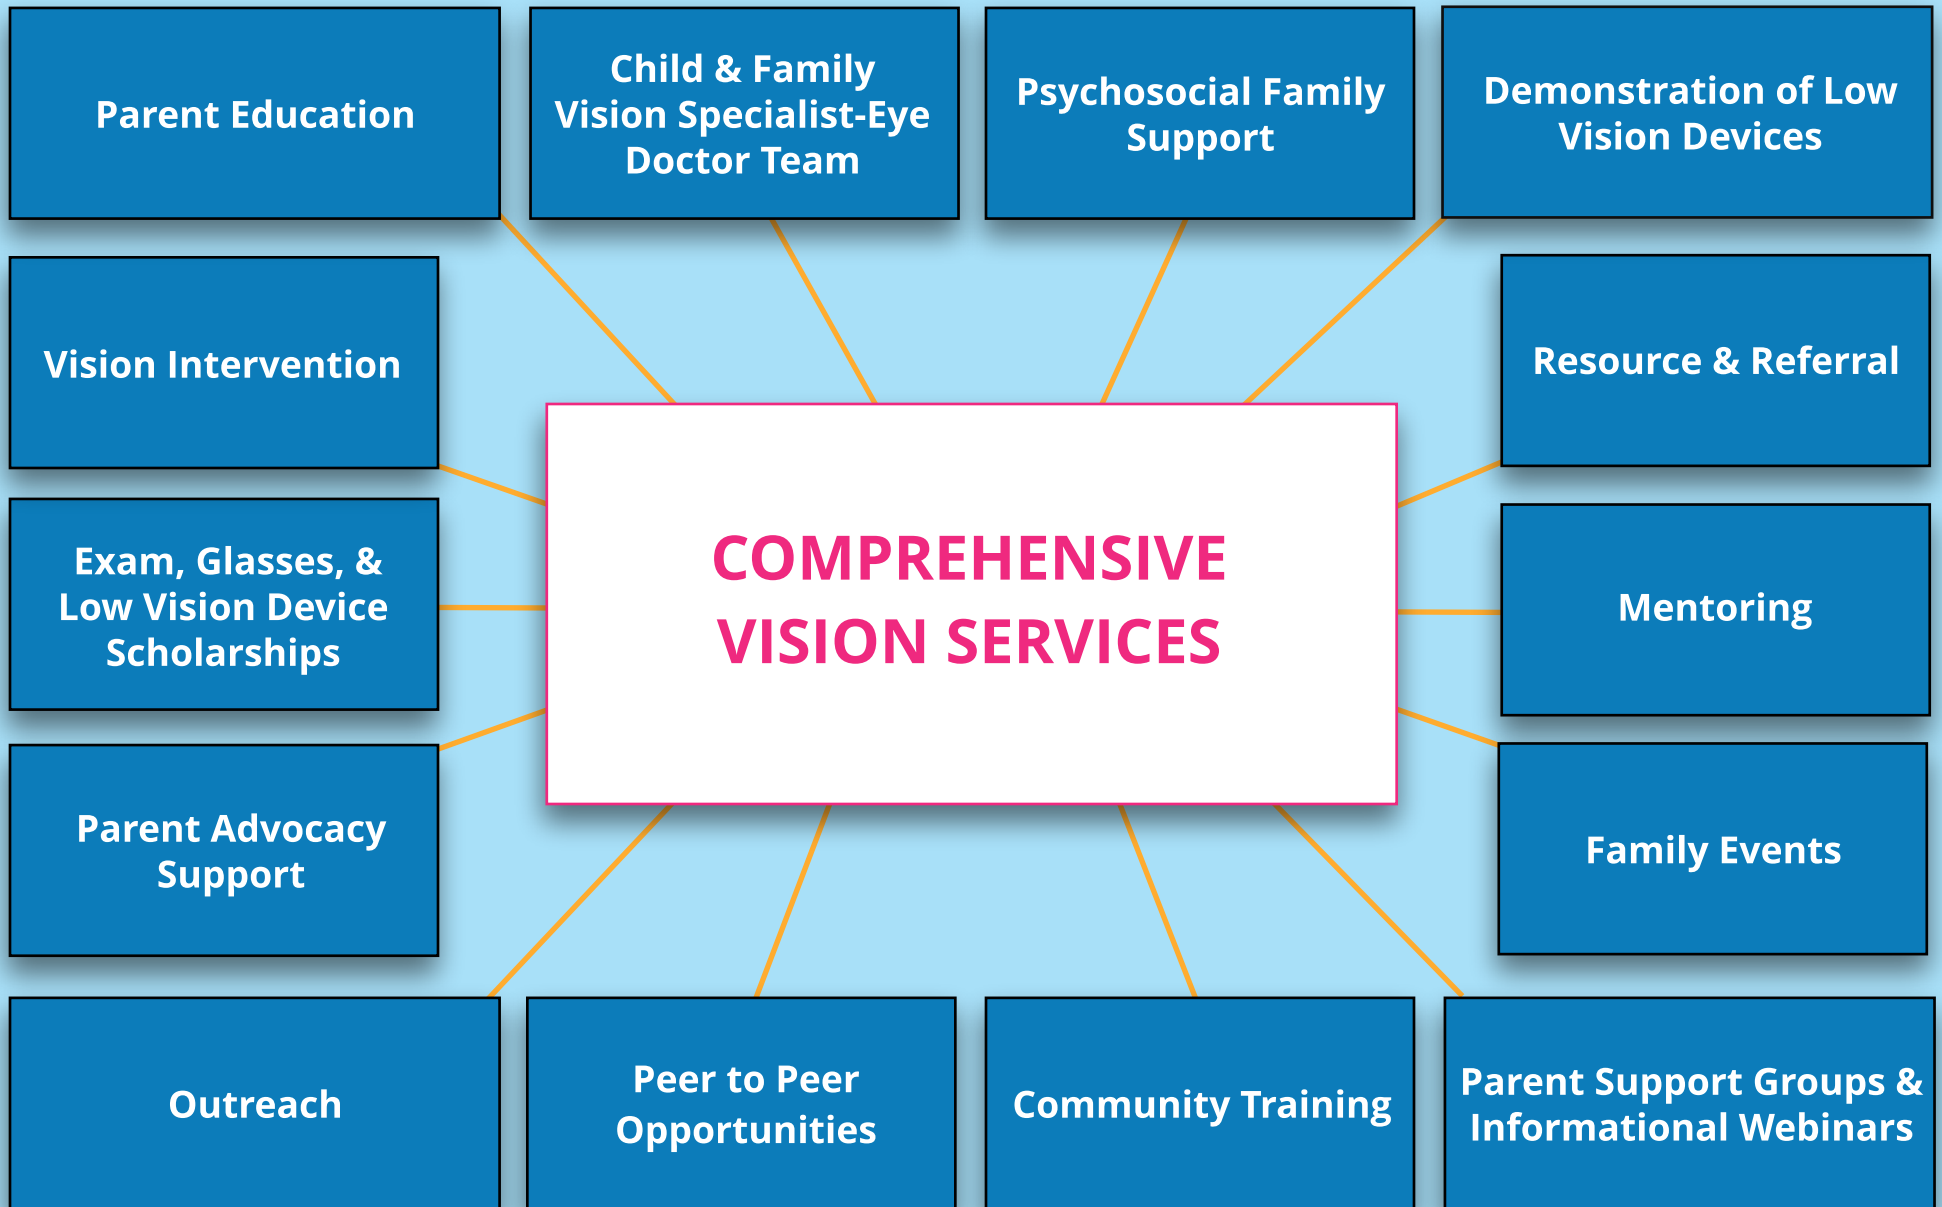 Parent Education
Child & Family
Vision Specialist-Eye
Doctor Team
Psychosocial Family
Support
Demonstration of Low
Vision Devices
Vision Intervention
Resource & Referral
Exam, Glasses, &
Low Vision Device
Scholarships
COMPREHENSIVE
VISION SERVICES
Mentoring
Parent Advocacy
Support
Family Events
Outreach
Peer to Peer
Opportunities
Community Training
Parent Support Groups &
Informational Webinars